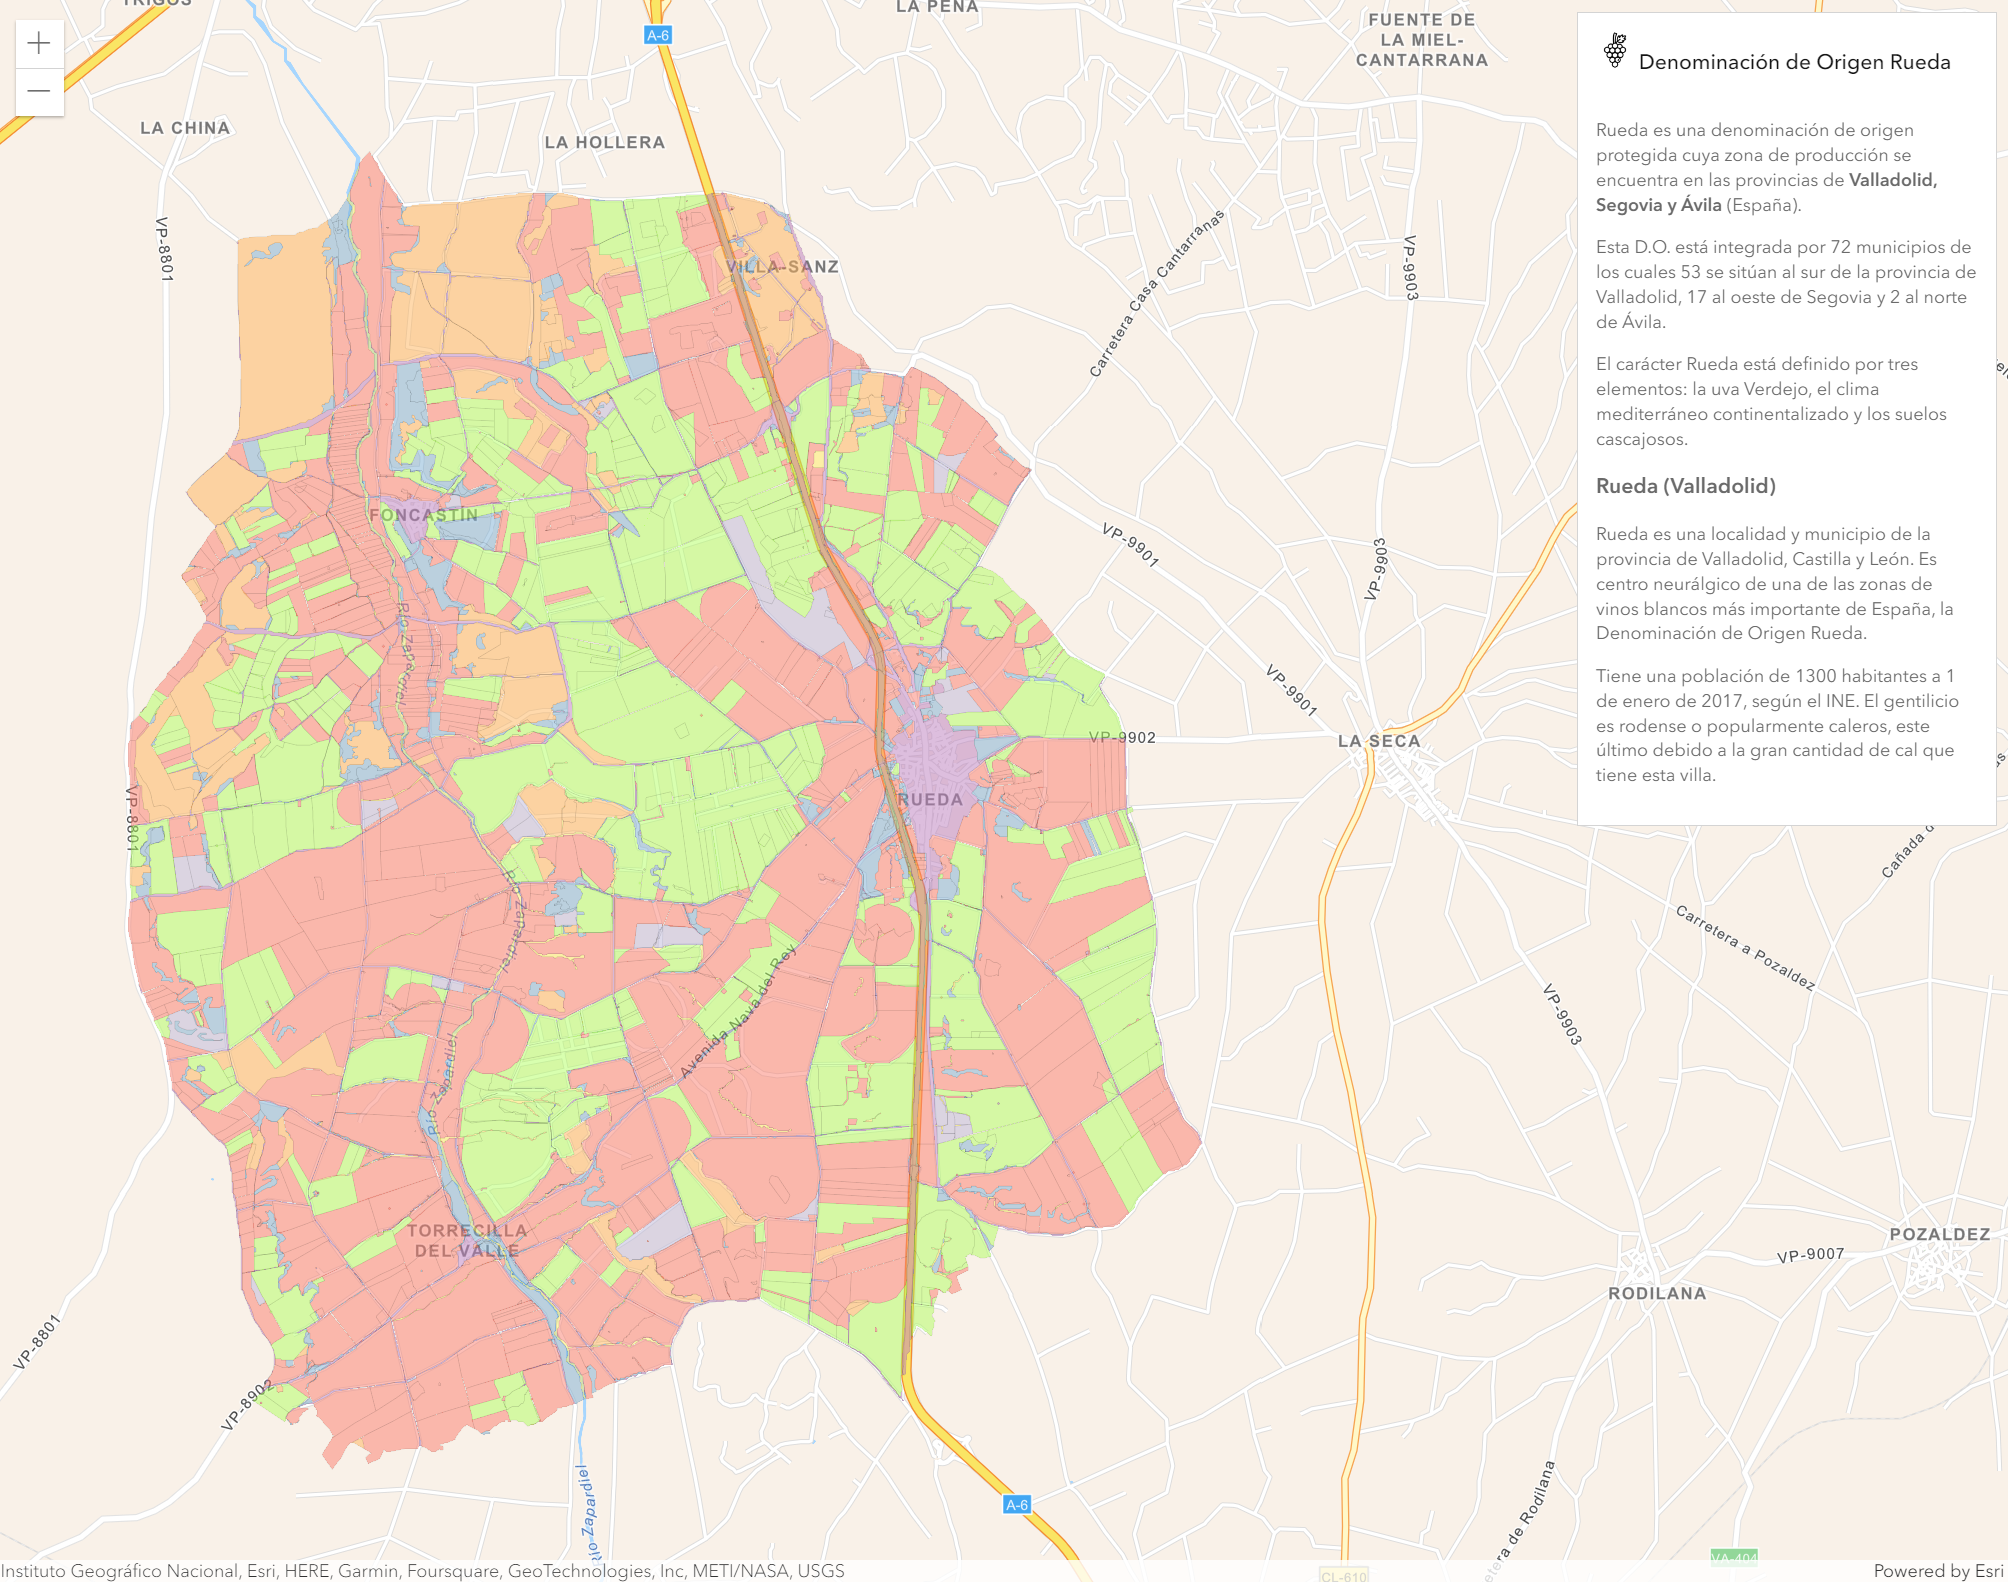 TRIGOS
LA PEÑA
A-6
FUENTE DE
LA MIEL-
CANTARRANA
LA CHINA
LA HOLLERA
VP-8801
VILLA-SANZ
Carretera Casa Cantarranas
VP-9903
FONCASTÍN
VP-9901
VP-9903
Río Zapardiel
VP-9901
VP-9902
LA SECA
VP-8801
RUEDA
Río Zapardiel
Avenida Nava del Rey
Carretera a Pozaldez
Cañada d
VP-9903
Río Zapardiel
TORRECILLA
DEL VALLE
POZALDEZ
VP-9007
RODILANA
VP-8801
VP-8902
A-6
Río Zapardiel
etera de Rodilana
VA-404
CL-610
Denominación de Origen Rueda
Rueda es una denominación de origen
protegida cuya zona de producción se
encuentra en las provincias de Valladolid,
Segovia y Ávila (España).
Esta D.O. está integrada por 72 municipios de
los cuales 53 se sitúan al sur de la provincia de
Valladolid, 17 al oeste de Segovia y 2 al norte
de Ávila.
El carácter Rueda está definido por tres
elementos: la uva Verdejo, el clima
mediterráneo continentalizado y los suelos
cascajosos.
Rueda (Valladolid)
Rueda es una localidad y municipio de la
provincia de Valladolid, Castilla y León. Es
centro neurálgico de una de las zonas de
vinos blancos más importante de España, la
Denominación de Origen Rueda.
Tiene una población de 1300 habitantes a 1
de enero de 2017, según el INE. El gentilicio
es rodense o popularmente caleros, este
último debido a la gran cantidad de cal que
tiene esta villa.
Instituto Geográfico Nacional, Esri, HERE, Garmin, Foursquare, GeoTechnologies, Inc, METI/NASA, USGS
Powered by Esri